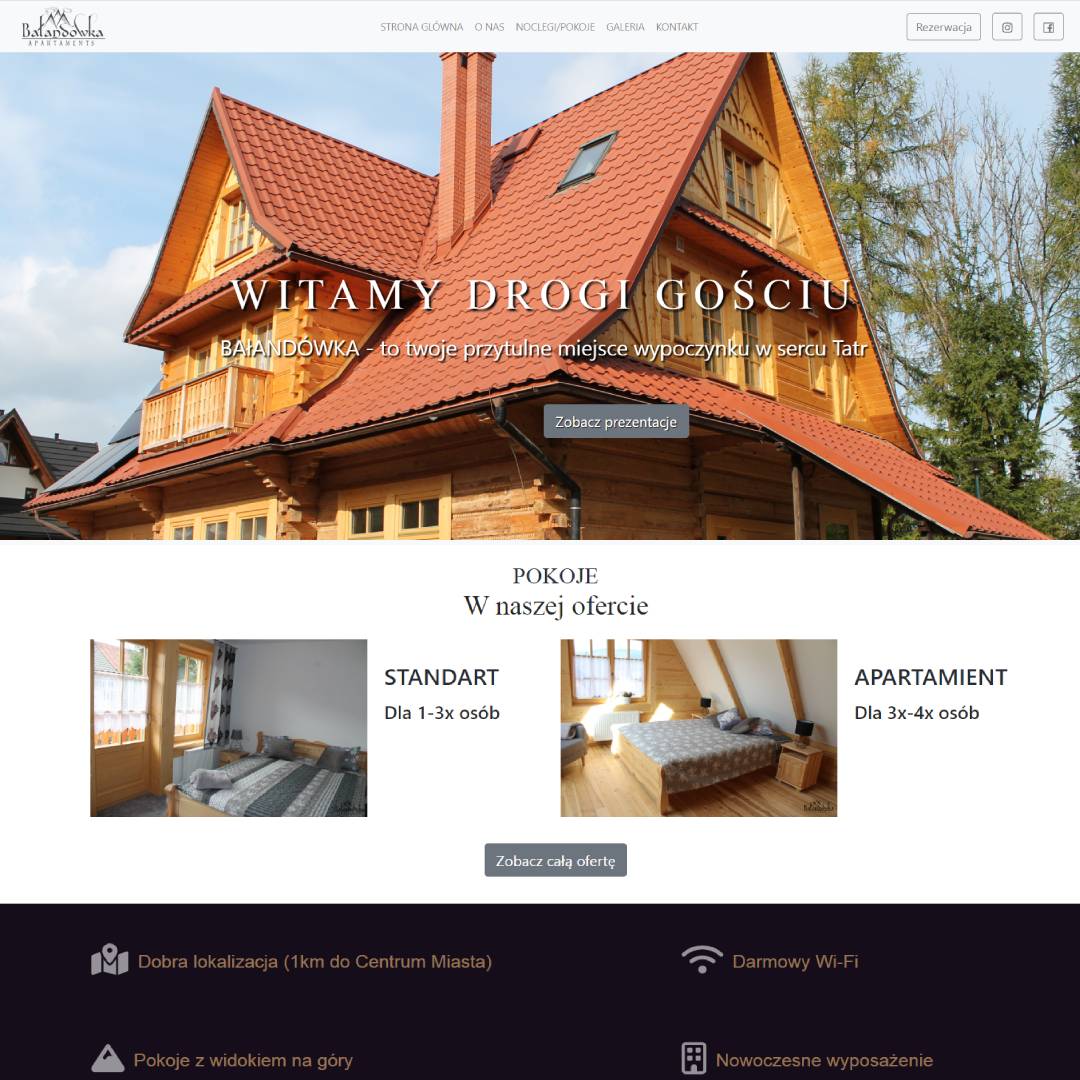 Bałandówka
APARTAMENTS
STRONA GŁÓWNA O NAS NOCLEGI/POKOJE GALERIA KONTAKT
Rezerwacja
WITAMY DROGI GOŚCIU
BAłANDÓWKA - to twoje przytulne miejsce wypoczynku w sercu Tatr
Zobacz prezentacje
POKOJE
W naszej ofercie
STANDART
Dla 1-3x osób
APARTAMIENT
Dla 3x-4x osób
Zobacz całą ofertę
Dobra lokalizacja (1km do Centrum Miasta)
Darmowy Wi-Fi
Pokoje z widokiem na góry
Nowoczesne wyposażenie